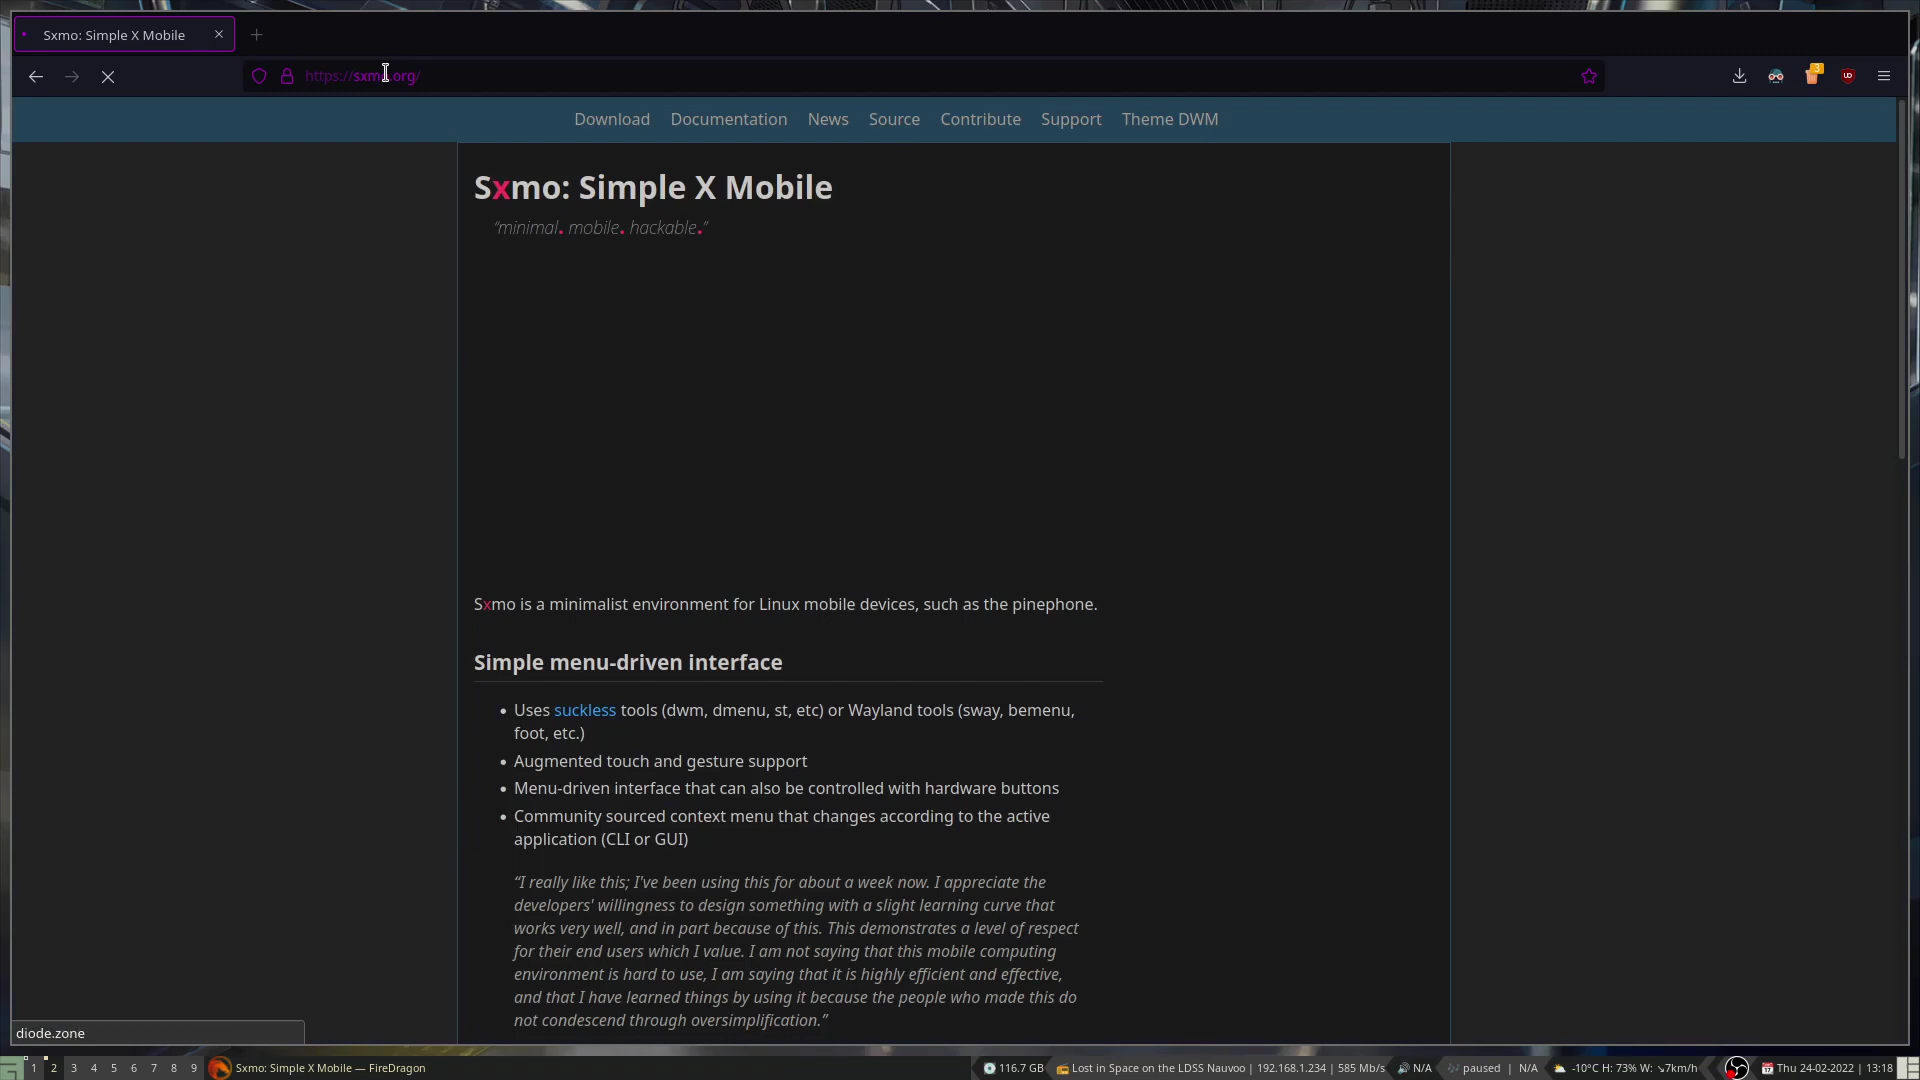 Sxmo: Simple X Mobile
https://sxmo.org/
3
Download Documentation News Source Contribute Support Theme DWM
Sxmo: Simple X Mobile
“minimal. mobile. hackable.”
Sxmo is a minimalist environment for Linux mobile devices, such as the pinephone.
Simple menu-driven interface
• Uses suckless tools (dwm, dmenu, st, etc) or Wayland tools (sway, bemenu,
foot, etc.)
• Augmented touch and gesture support
• Menu-driven interface that can also be controlled with hardware buttons
• Community sourced context menu that changes according to the active
application (CLI or GUI)
“I really like this; I've been using this for about a week now. I appreciate the
developers' willingness to design something with a slight learning curve that
works very well, and in part because of this. This demonstrates a level of respect
for their end users which I value. I am not saying that this mobile computing
environment is hard to use, I am saying that it is highly efficient and effective,
and that I have learned things by using it because the people who made this do
not condescend through oversimplification.”
diode.zone
1 2 3 4 5 6 7 8 9 Sxmo: Simple X Mobile — FireDragon 116.7 GB Lost in Space on the LDSS Nauvoo | 192.168.1.234 | 585 Mb/s N/A paused | N/A -10°C H: 73% W: ↘7km/h Thu 24-02-2022 | 13:18